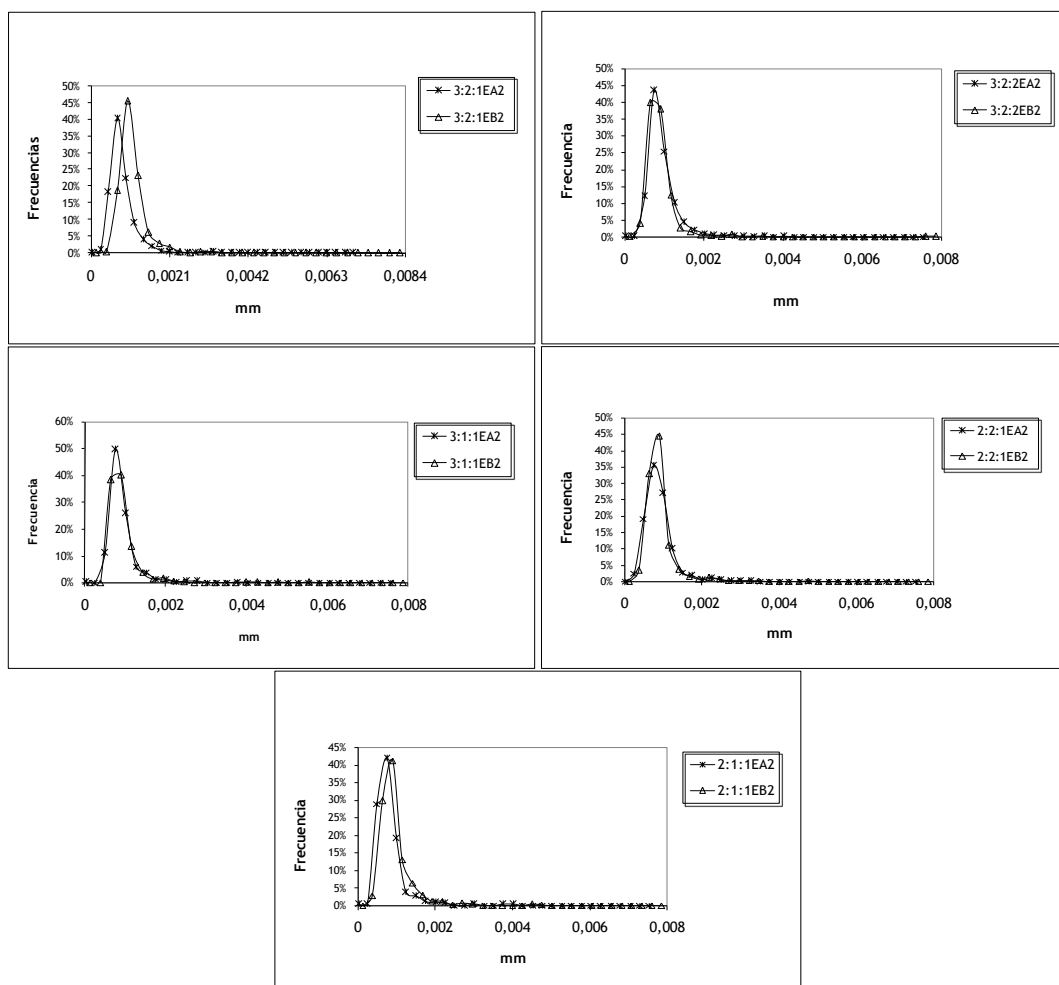 50%
45%
40%
35%
30%
25%
20%
15%
10%
5%
0%
Frecuencias
0 0,0021 0,0042 0,0063 0,0084
mm
3:2:1EA2
3:2:1EB2
50%
45%
40%
35%
30%
25%
20%
15%
10%
5%
0%
Frecuencia
0 0,002 0,004 0,006 0,008
mm
3:2:2EA2
3:2:2EB2
60%
50%
40%
30%
20%
10%
0%
Frecuencia
0 0,002 0,004 0,006 0,008
mm
3:1:1EA2
3:1:1EB2
50%
45%
40%
35%
30%
25%
20%
15%
10%
5%
0%
Frecuencia
0 0,002 0,004 0,006 0,008
mm
2:2:1EA2
2:2:1EB2
45%
40%
35%
30%
25%
20%
15%
10%
5%
0%
Frecuencia
0 0,002 0,004 0,006 0,008
mm
2:1:1EA2
2:1:1EB2